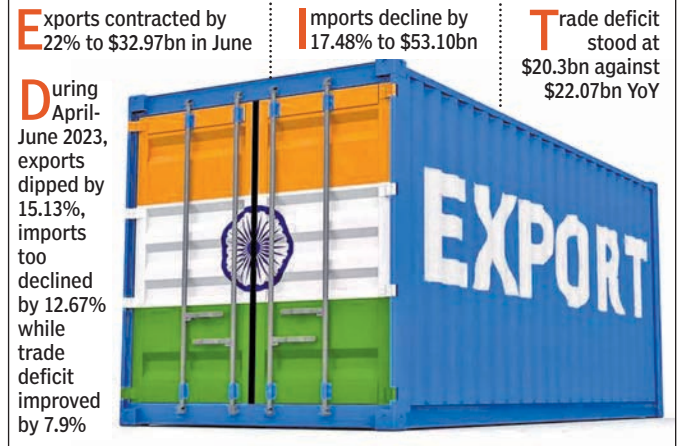 Exports contracted by
22% to $32.97bn in June
Imports decline by
17.48% to $53.10bn
Trade deficit
stood at
$20.3bn against
$22.07bn YoY
During
April-
June 2023,
exports
dipped by
15.13%,
imports
too
declined
by 12.67%
while
trade
deficit
improved
by 7.9%
EXPORT